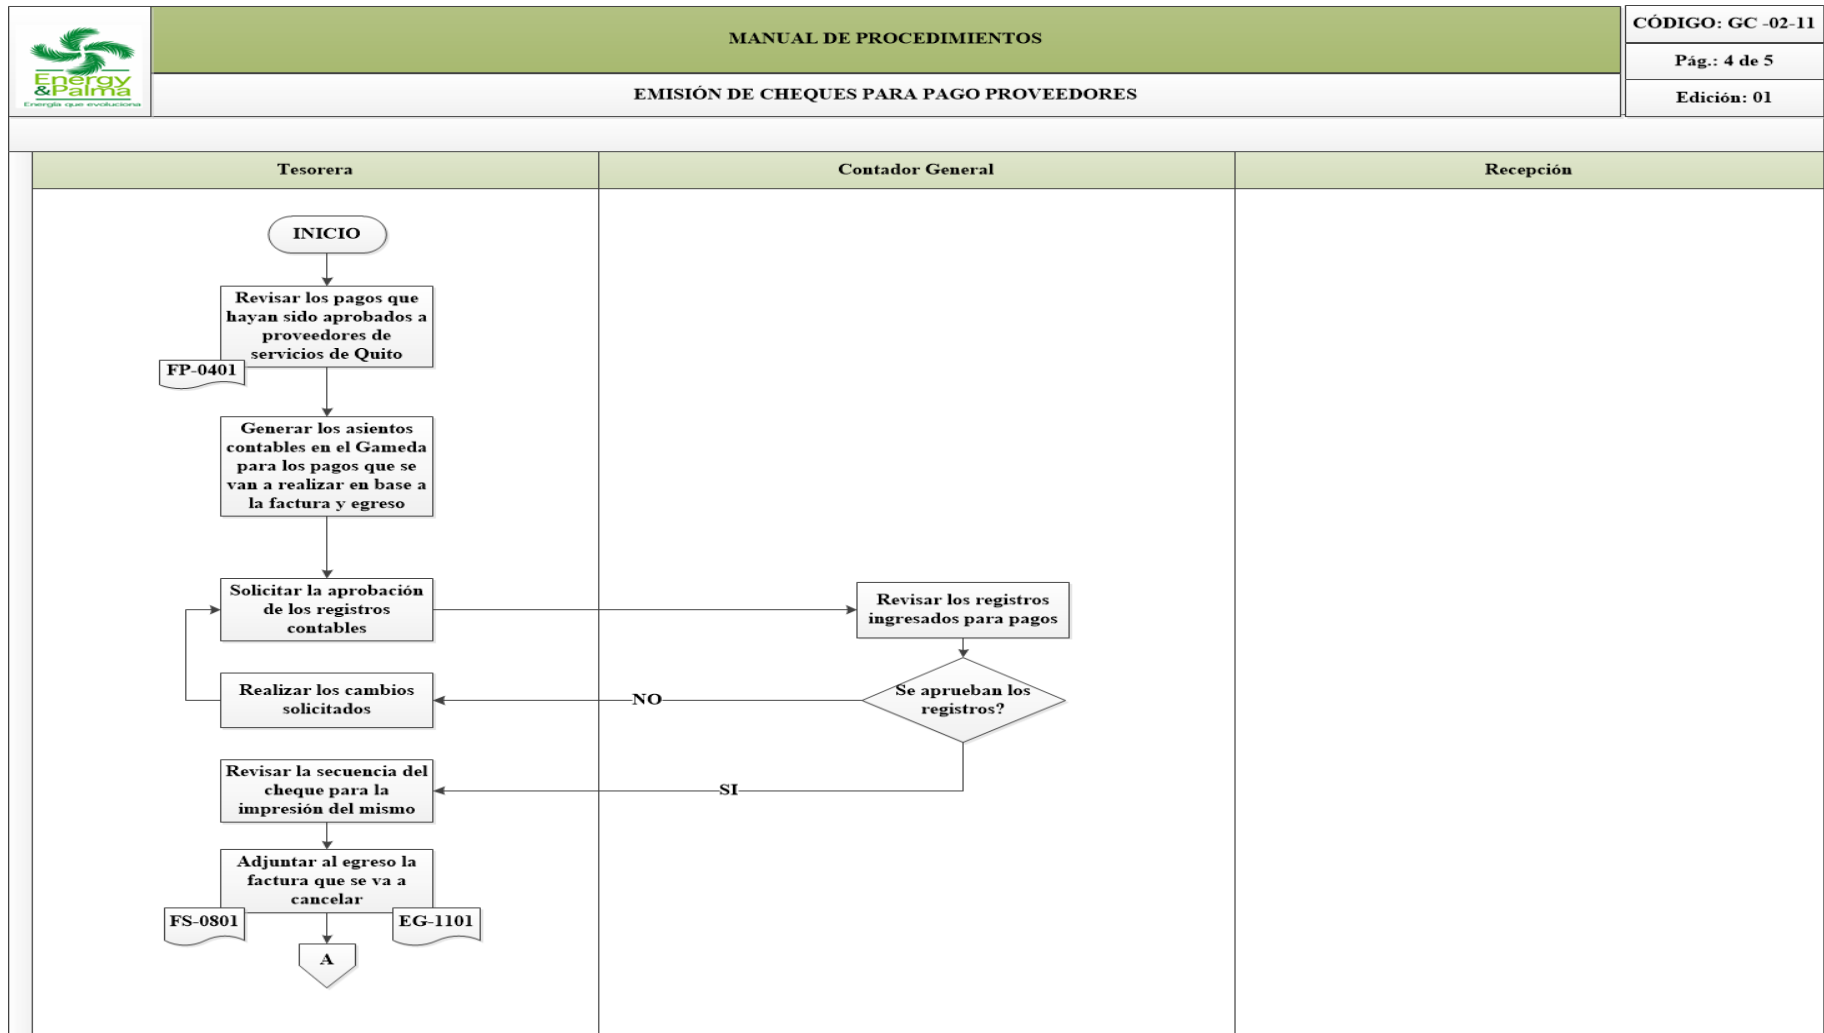 Energy
&Palma
Energía que evoluciona
MANUAL DE PROCEDIMIENTOS
EMISIÓN DE CHEQUES PARA PAGO PROVEEDORES
CÓDIGO: GC -02-11
Pág.: 4 de 5
Edición: 01
Tesorera
Contador General
Recepción
INICIO
Revisar los pagos que
hayan sido aprobados a
proveedores de
servicios de Quito
FP-0401
Generar los asientos
contables en el Gameda
para los pagos que se
van a realizar en base a
la factura y egreso
Solicitar la aprobación
de los registros
contables
Revisar los registros
ingresados para pagos
Se aprueban los
registros?
NO
Realizar los cambios
solicitados
SI
Revisar la secuencia del
cheque para la
impresión del mismo
Adjuntar al egreso la
factura que se va a
cancelar
FS-0801
EG-1101
A